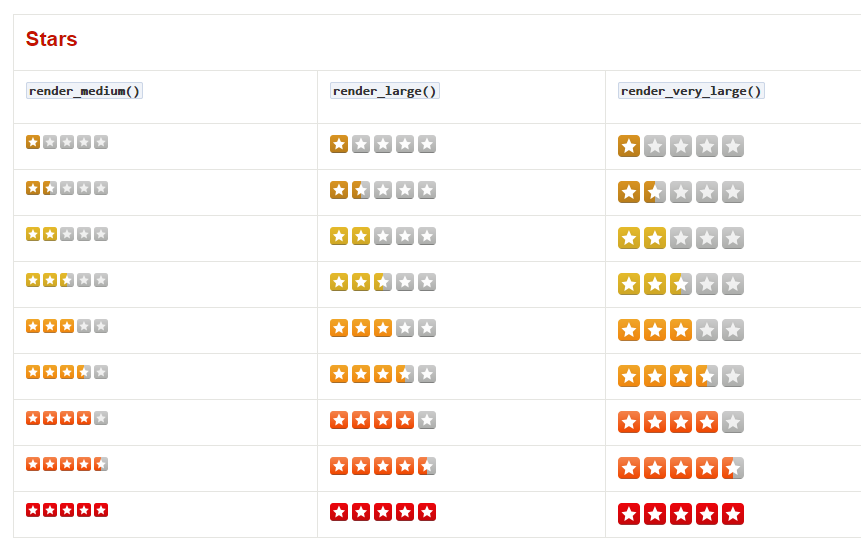 Stars
render_medium()
render_large()
render_very_large()